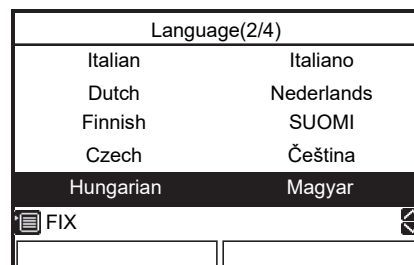 Language(2/4)
Italian Italiano
Dutch Nederlands
Finnish SUOMI
Czech Čeština
Hungarian Magyar
FIX